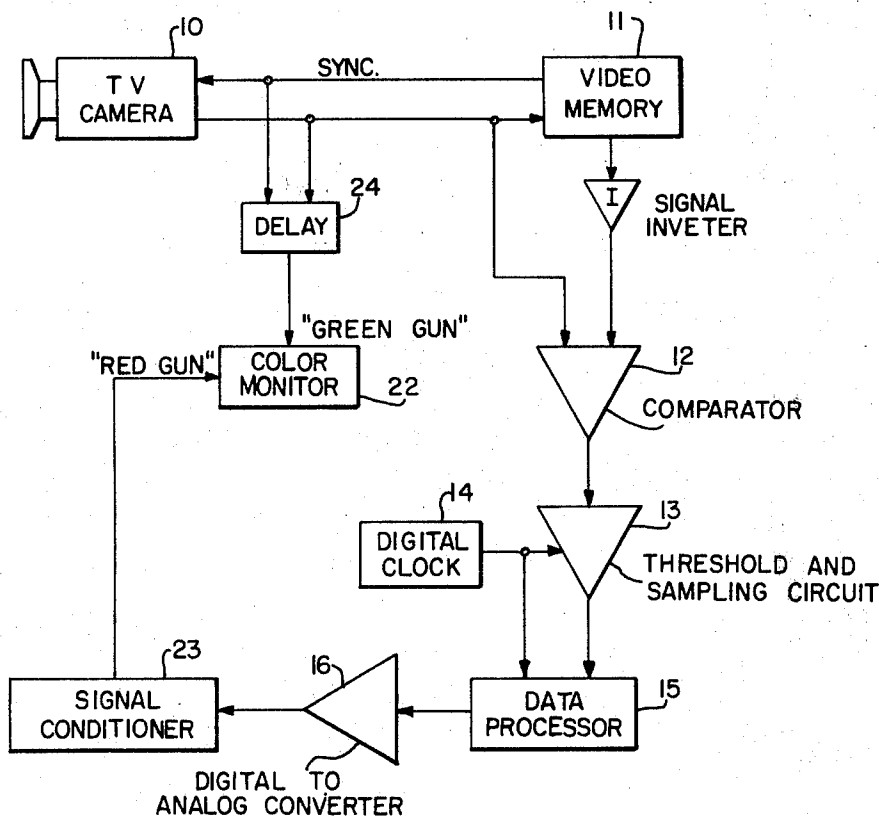 10
11
TV
CAMERA
SYNC.
VIDEO
MEMORY
I
SIGNAL
INVETER
24
DELAY
"GREEN GUN"
"RED GUN"
COLOR
MONITOR
22
12
COMPARATOR
14
DIGITAL
CLOCK
13
THRESHOLD AND
SAMPLING CIRCUIT
23
SIGNAL
CONDITIONER
16
DIGITAL TO
ANALOG CONVERTER
DATA
PROCESSOR
15